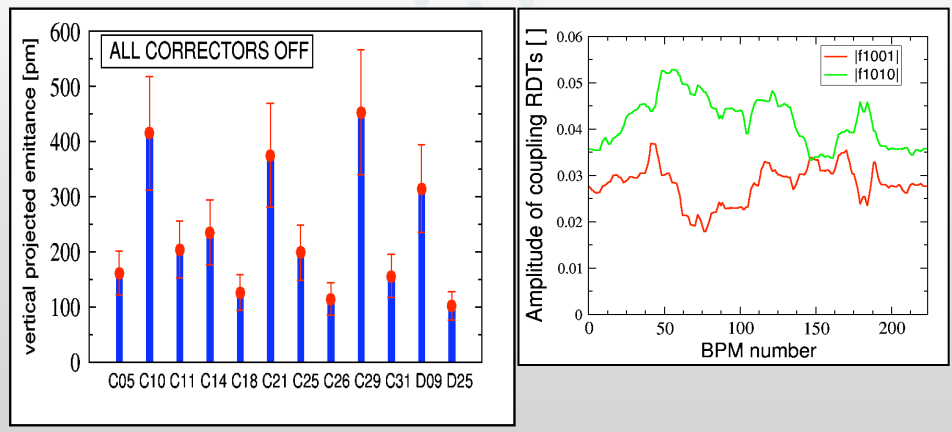 ALL CORRECTORS OFF
vertical projected emittance [pm]
600
500
400
300
200
100
0
C05 C10 C11 C14 C18 C21 C25 C26 C29 C31 D09 D25
Amplitude of coupling RDTs [ ]
0.06
0.05
0.04
0.03
0.02
0.01
0
|f1001|
|f1010|
0 50 100 150 200
BPM number